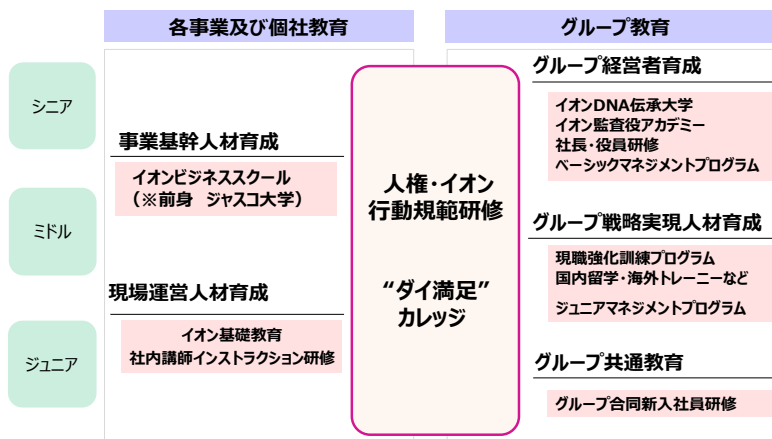 各事業及び個社教育
グループ教育
シニア
ミドル
ジュニア
事業基幹人材育成
イオンビジネススクール
（※前身　ジャスコ大学）
現場運営人材育成
イオン基礎教育
社内講師インストラクション研修
人権・イオン
行動規範研修
“ダイ満足”
カレッジ
グループ経営者育成
イオンDNA伝承大学
イオン監査役アカデミー
社長・役員研修
ベーシックマネジメントプログラム
グループ戦略実現人材育成
現職強化訓練プログラム
国内留学・海外トレーニーなど
ジュニアマネジメントプログラム
グループ共通教育
グループ合同新入社員研修